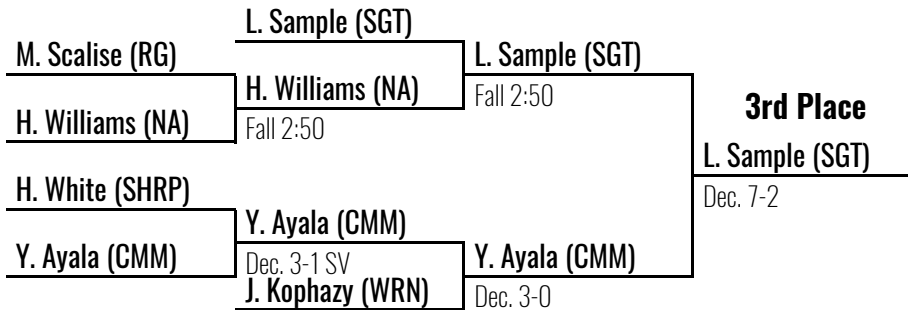 L. Sample (SGT)
M. Scalise (RG)
L. Sample (SGT)
H. Williams (NA)
Fall 2:50
3rd Place
H. Williams (NA)
Fall 2:50
L. Sample (SGT)
H. White (SHRP)
Dec. 7-2
Y. Ayala (CMM)
Y. Ayala (CMM)
Dec. 3-1 SV
Y. Ayala (CMM)
J. Kophazy (WRN)
Dec. 3-0